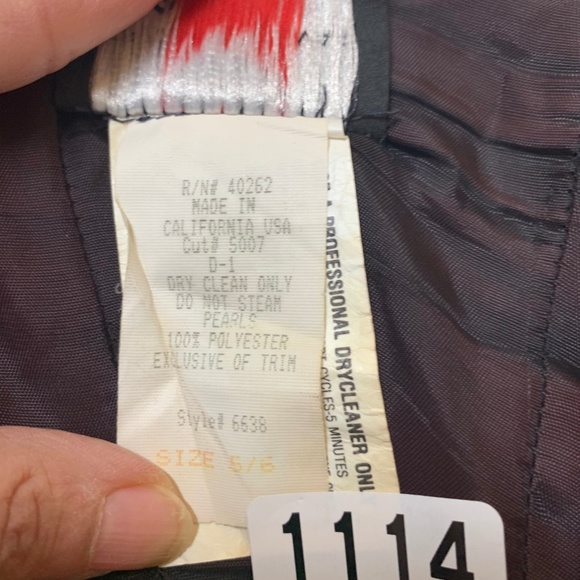 R/N# 40262
MADE IN
CALIFORNIA USA
Cut# 5007
D-1
DRY CLEAN ONLY
DO NOT STEAM
PEARLS
100% POLYESTER
EXCLUSIVE OF TRIM
Style# 6638
SIZE 5/6
PROFESSIONAL DRYCLEANER ONL
CYCLES-5 MINUTES
1114